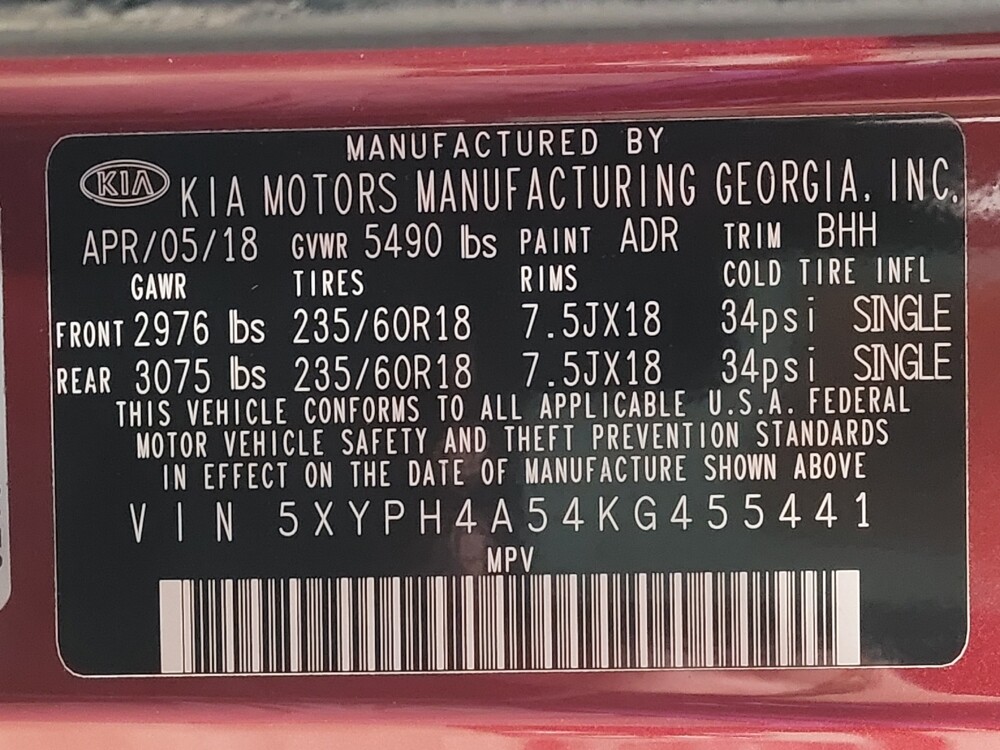 MANUFACTURED BY
KIA KIA MOTORS MANUFACTURING GEORGIA, INC.
APR/05/18 GVWR 5490 lbs PAINT ADR TRIM BHH
GAWR TIRES RIMS COLD TIRE INFL
FRONT 2976 lbs 235/60R18 7.5JX18 34psi SINGLE
REAR 3075 lbs 235/60R18 7.5JX18 34psi SINGLE
THIS VEHICLE CONFORMS TO ALL APPLICABLE U.S.A. FEDERAL
MOTOR VEHICLE SAFETY AND THEFT PREVENTION STANDARDS
IN EFFECT ON THE DATE OF MANUFACTURE SHOWN ABOVE
VIN 5XYPH4A54KG455441
MPV